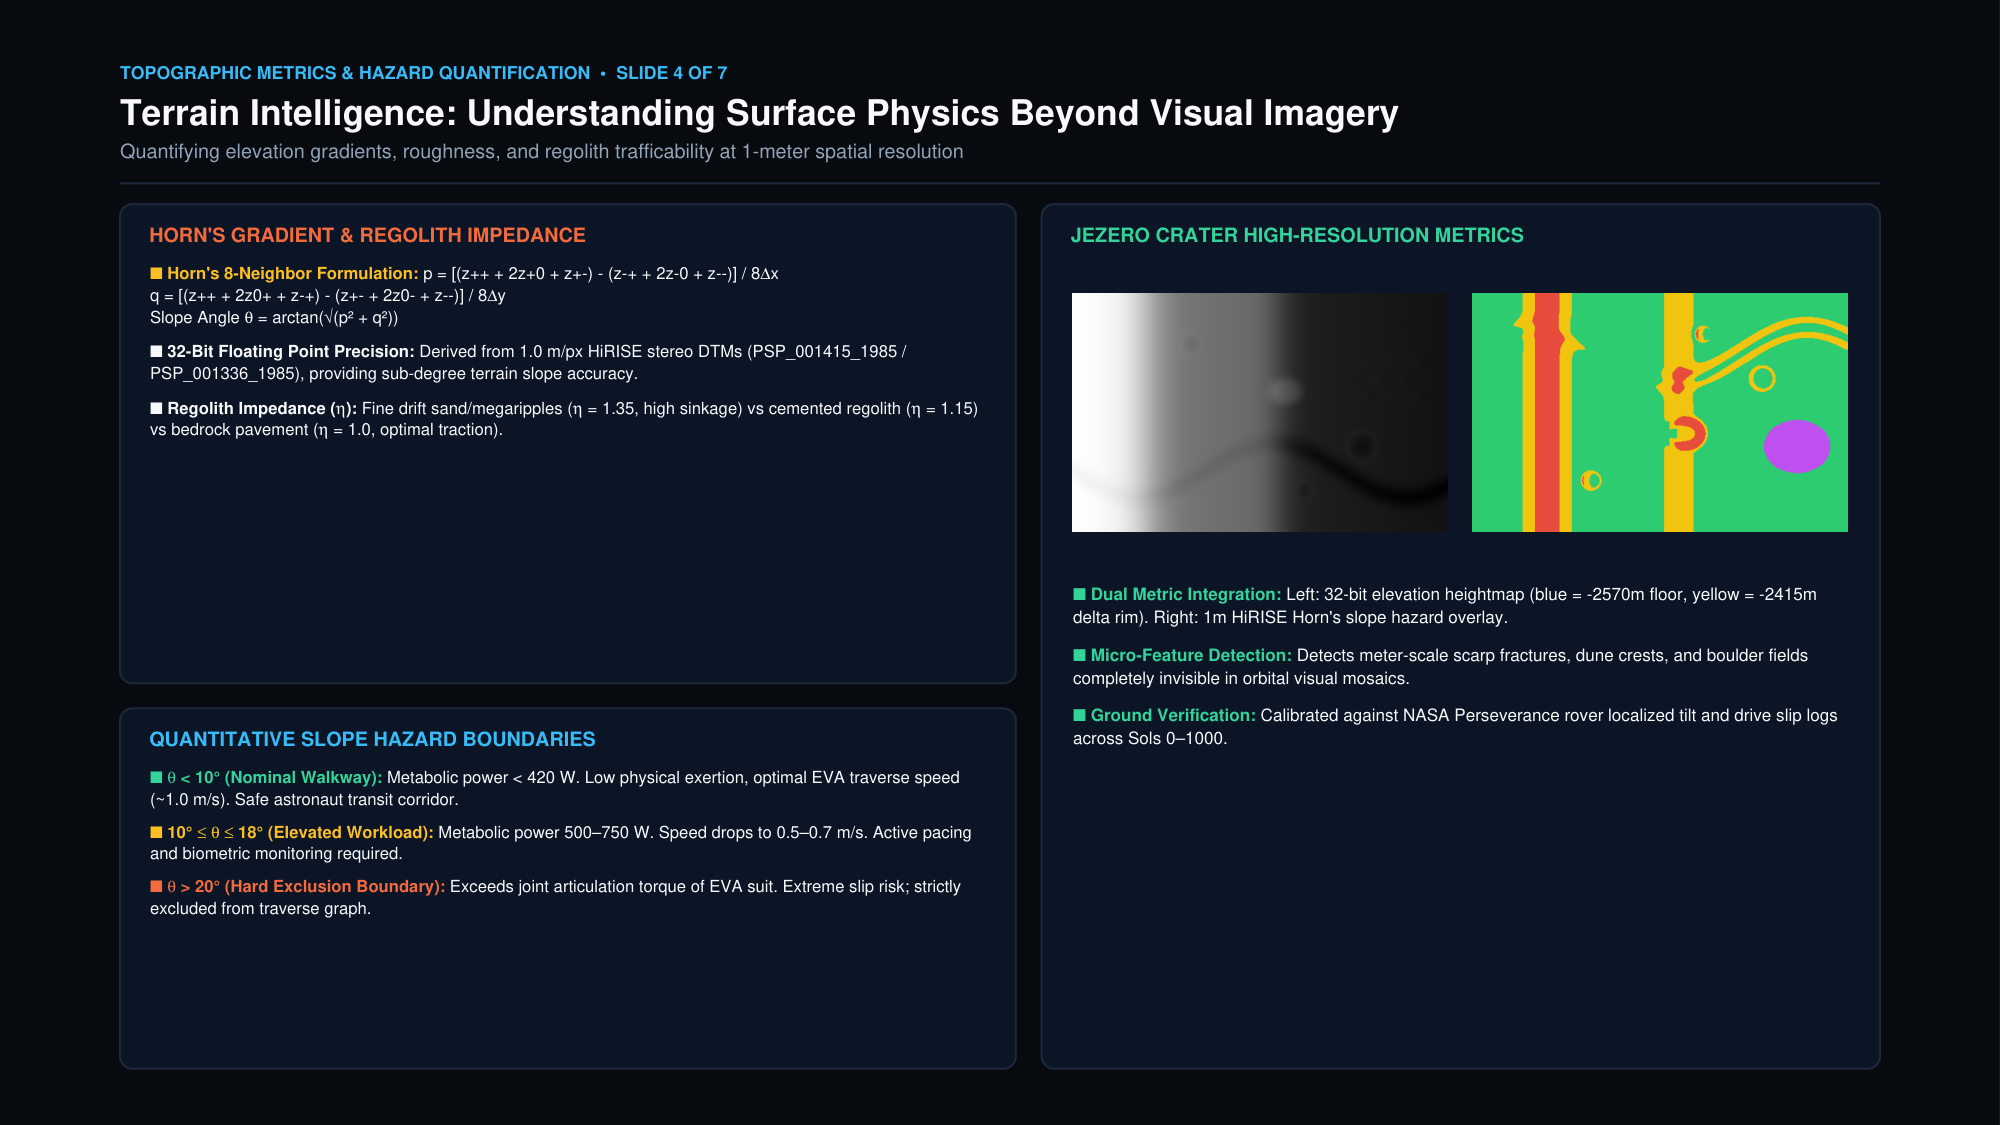 TOPOGRAPHIC METRICS & HAZARD QUANTIFICATION • SLIDE 4 OF 7
Terrain Intelligence: Understanding Surface Physics Beyond Visual Imagery
Quantifying elevation gradients, roughness, and regolith trafficability at 1-meter spatial resolution
HORN'S GRADIENT & REGOLITH IMPEDANCE
■ Horn's 8-Neighbor Formulation: p = [(z++ + 2z+0 + z+-) - (z-+ + 2z-0 + z--)] / 8Δx
q = [(z++ + 2z0+ + z-+) - (z+- + 2z0- + z--)] / 8Δy
Slope Angle θ = arctan(√(p² + q²))
■ 32-Bit Floating Point Precision: Derived from 1.0 m/px HiRISE stereo DTMs (PSP_001415_1985 /
PSP_001336_1985), providing sub-degree terrain slope accuracy.
■ Regolith Impedance (η): Fine drift sand/megaripples (η = 1.35, high sinkage) vs cemented regolith (η = 1.15)
vs bedrock pavement (η = 1.0, optimal traction).
QUANTITATIVE SLOPE HAZARD BOUNDARIES
■ θ < 10° (Nominal Walkway): Metabolic power < 420 W. Low physical exertion, optimal EVA traverse speed
(~1.0 m/s). Safe astronaut transit corridor.
■ 10° ≤ θ ≤ 18° (Elevated Workload): Metabolic power 500–750 W. Speed drops to 0.5–0.7 m/s. Active pacing
and biometric monitoring required.
■ θ > 20° (Hard Exclusion Boundary): Exceeds joint articulation torque of EVA suit. Extreme slip risk; strictly
excluded from traverse graph.
JEZERO CRATER HIGH-RESOLUTION METRICS
■ Dual Metric Integration: Left: 32-bit elevation heightmap (blue = -2570m floor, yellow = -2415m
delta rim). Right: 1m HiRISE Horn's slope hazard overlay.
■ Micro-Feature Detection: Detects meter-scale scarp fractures, dune crests, and boulder fields
completely invisible in orbital visual mosaics.
■ Ground Verification: Calibrated against NASA Perseverance rover localized tilt and drive slip logs
across Sols 0–1000.